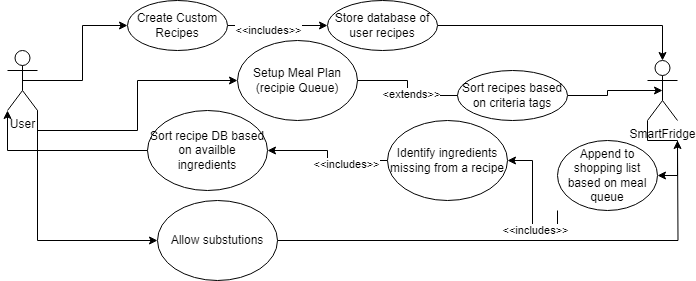 Create Custom
Recipes
<<includes>>
Store database of
user recipes
Setup Meal Plan
(recipie Queue)
<extends>>
Sort recipes based
on criteria tags
User
SmartFridge
Sort recipe DB based
on availble
ingredients
<<includes>>
Identify ingredients
missing from a recipe
Append to
shopping list
based on meal
queue
<<includes>>
Allow substutions